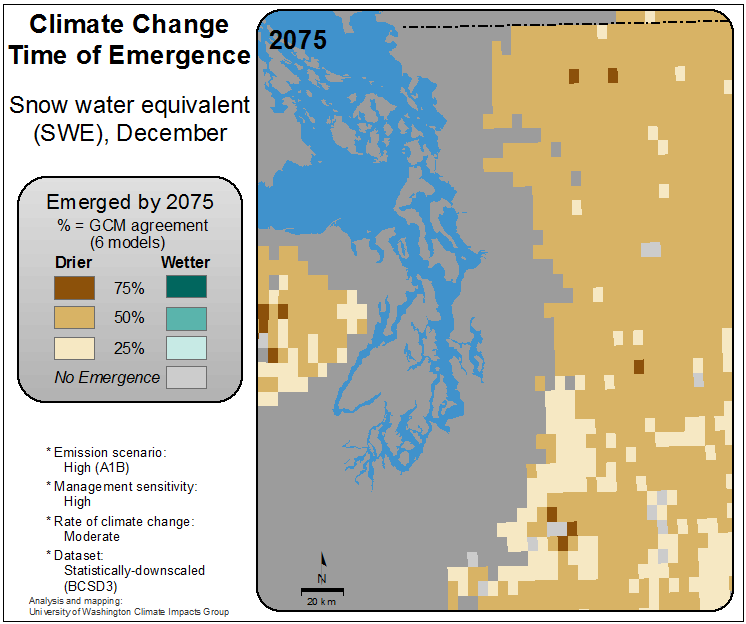 Climate Change
Time of Emergence
Snow water equivalent
(SWE), December
Emerged by 2075
% = GCM agreement
(6 models)
Drier Wetter
75%
50%
25%
No Emergence
* Emission scenario:
High (A1B)
* Management sensitivity:
High
* Rate of climate change:
Moderate
* Dataset:
Statistically-downscaled
(BCSD3)
Analysis and mapping:
University of Washington Climate Impacts Group
2075
N
20 km